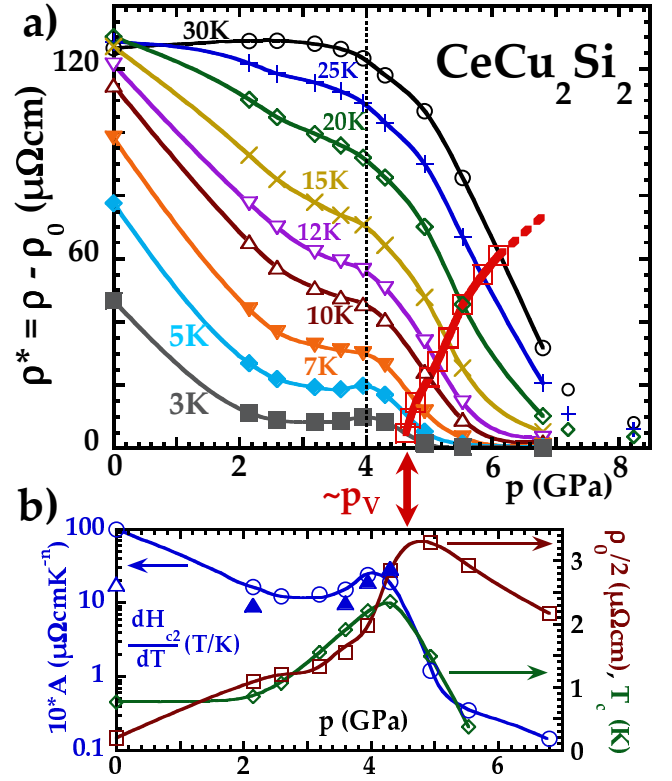 a)
CeCu2Si2
ρ* = ρ - ρ0 (μΩcm)
120
60
0
30K
25K
20K
15K
12K
10K
7K
5K
3K
0 2 4 6 8
p (GPa)
~pV
b)
10*A (μΩcmK-n)
100
10
1
0.1
dHc2/dT (T/K)
p (GPa)
0 2 4 6
3
2
1
0
ρ0/2 (μΩcm), Tc (K)